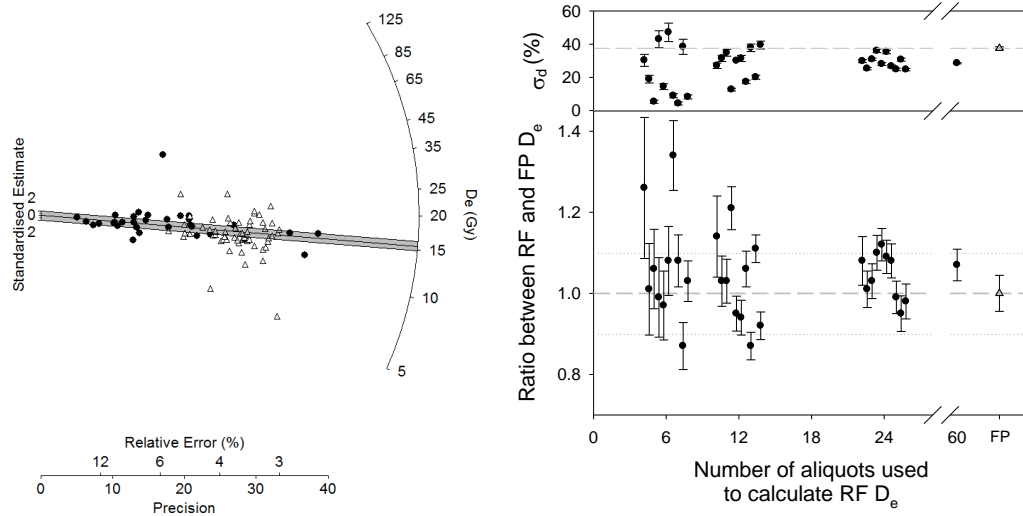 125
85
65
45
35
25
20
15
10
5
De (Gy)
Standardised Estimate
2
0
2
Relative Error (%)
12 6 4 3
0 10 20 30 40
Precision
60
40
20
0
σd (%)
1.4
1.2
1.0
0.8
Ratio between RF and FP De
0 6 12 18 24 60 FP
Number of aliquots used
to calculate RF De